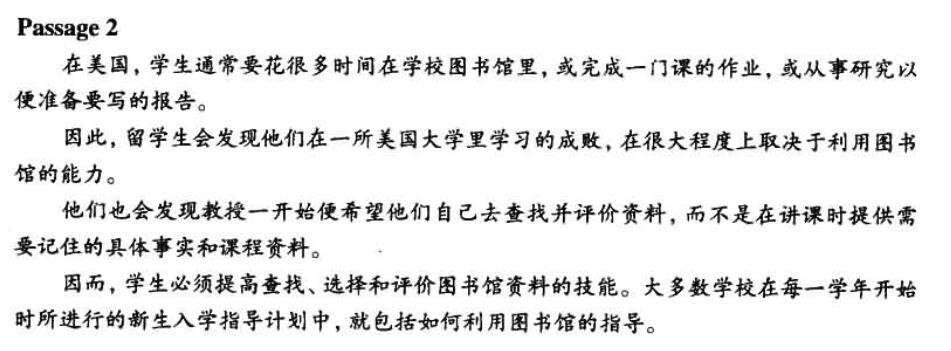 Passage 2
在美国，学生通常要花很多时间在学校图书馆里，或完成一门课的作业，或从事研究以
便准备要写的报告。
因此，留学生会发现他们在一所美国大学里学习的成败，在很大程度上取决于利用图书
馆的能力。
他们也会发现教授一开始便希望他们自己去查找并评价资料，而不是在讲课时提供需
要记住的具体事实和课程资料。
因而，学生必须提高查找、选择和评价图书馆资料的技能。大多数学校在每一学年开始
时所进行的新生入学指导计划中，就包括如何利用图书馆的指导。